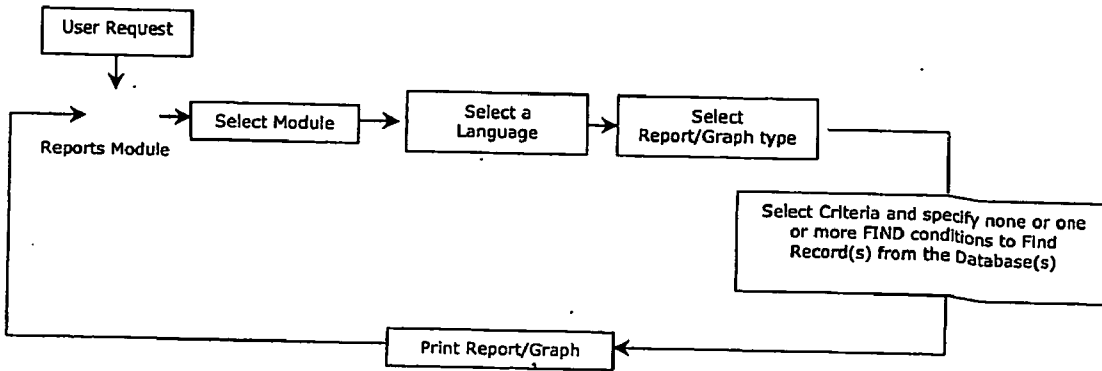 User Request
Reports Module
Select Module
Select a
Language
Select
Report/Graph type
Select Criteria and specify none or one
or more FIND conditions to Find
Record(s) from the Database(s)
Print Report/Graph